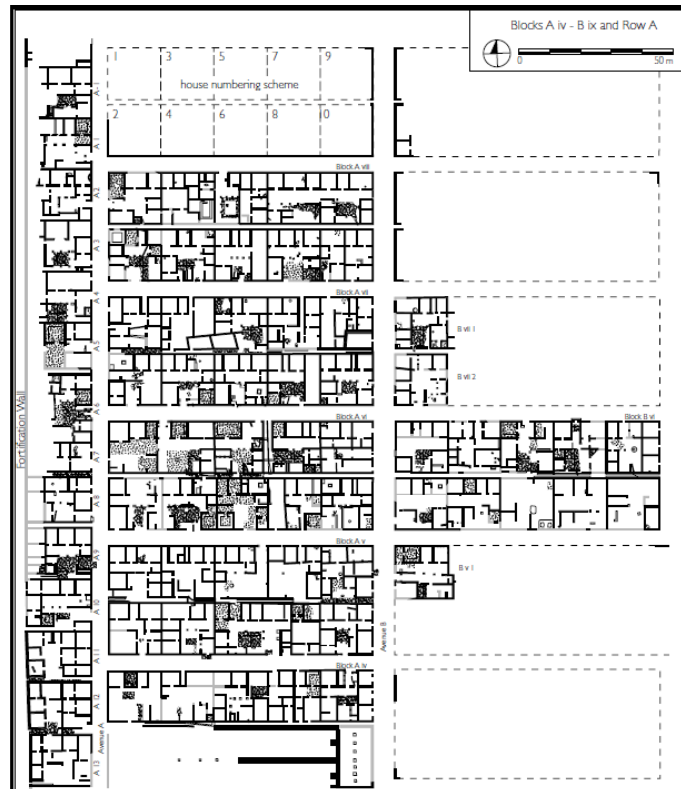 Blocks A iv - B ix and Row A
0 50 m
1 3 5 7 9
house numbering scheme
2 4 6 8 10
A -1
A 1
Block A viii
A 2
A 3
A 4
Block A vii
A 5
B vii 1
B vii 2
A 6
Fortification Wall
Block A vi
Block B vi
A 7
A 8
Block A v
A 9
B v 1
A 10
Avenue B
A 11
Block A iv
A 12
Avenue A
A 13